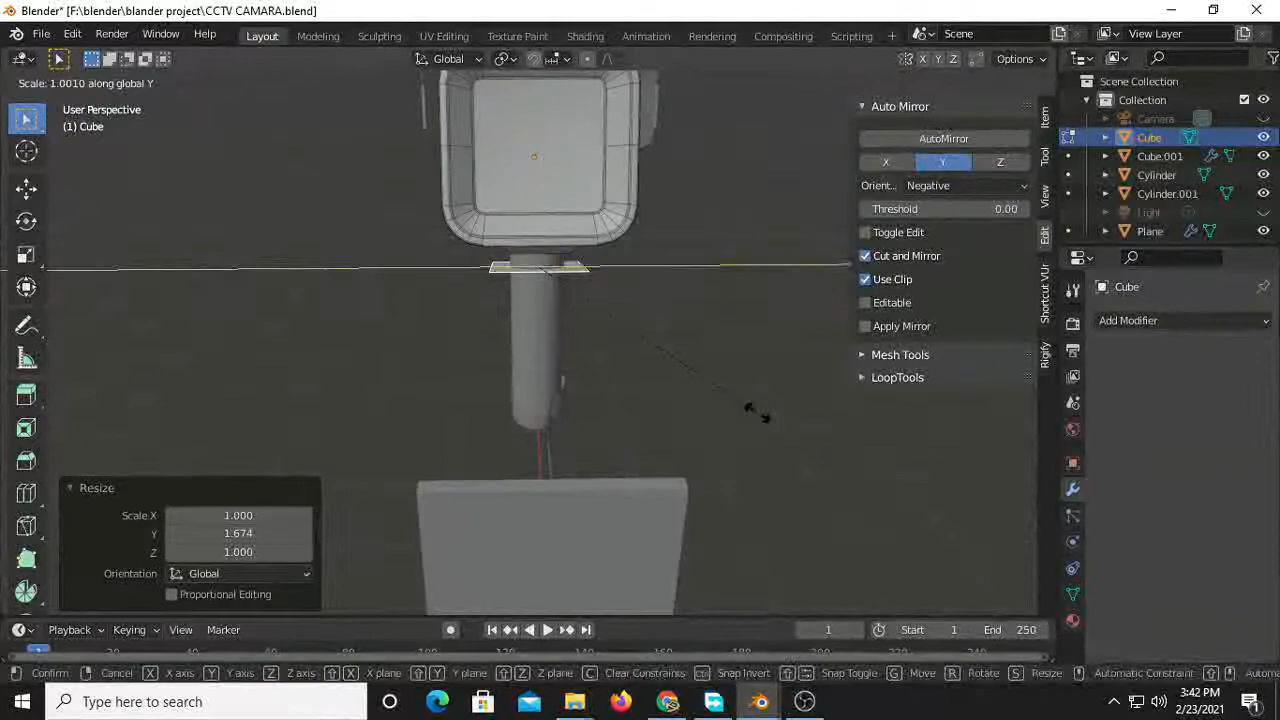 Blender* [F:\blender\blander project\CCTV CAMARA.blend]
File Edit Render Window Help Layout Modeling Sculpting UV Editing Texture Paint Shading Animation Rendering Compositing Scripting Scene View Layer
Global X Y Z Options
Scale: 1.0010 along global Y
User Perspective
(1) Cube
Auto Mirror
AutoMirror
X Y Z
Orient... Negative
Threshold 0.00
Toggle Edit
Cut and Mirror
Use Clip
Editable
Apply Mirror
Mesh Tools
LoopTools
Item
Tool
View
Edit
Shortcut VUr
Rigify
Scene Collection
Collection
Camera
Cube
Cube.001
Cylinder
Cylinder.001
Light
Plane
Cube
Add Modifier
Resize
Scale X 1.000
Y 1.674
Z 1.000
Orientation Global
Proportional Editing
Playback Keying View Marker 1 Start 1 End 250
Confirm Cancel X X axis Y Y axis Z Z axis X X plane Y Y plane Z Z plane C Clear Constraints Snap Invert Snap Toggle G Move R Rotate S Resize Automatic Constraint
Type here to search
3:42 PM
2/23/2021
1